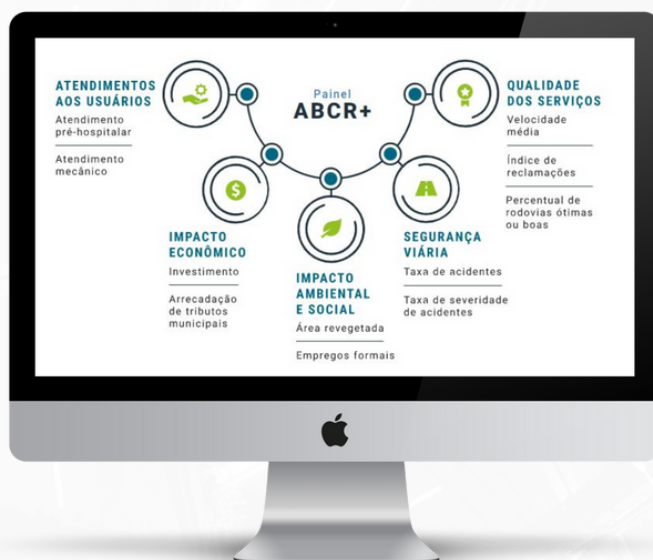 Painel
ABCR+
ATENDIMENTOS
AOS USUÁRIOS
Atendimento
pré-hospitalar
Atendimento
mecânico
IMPACTO
ECONÔMICO
Investimento
Arrecadação
de tributos
municipais
IMPACTO
AMBIENTAL
E SOCIAL
Área revegetada
Empregos formais
SEGURANÇA
VIÁRIA
Taxa de acidentes
Taxa de severidade
de acidentes
QUALIDADE
DOS SERVIÇOS
Velocidade
média
Índice de
reclamações
Percentual de
rodovias ótimas
ou boas